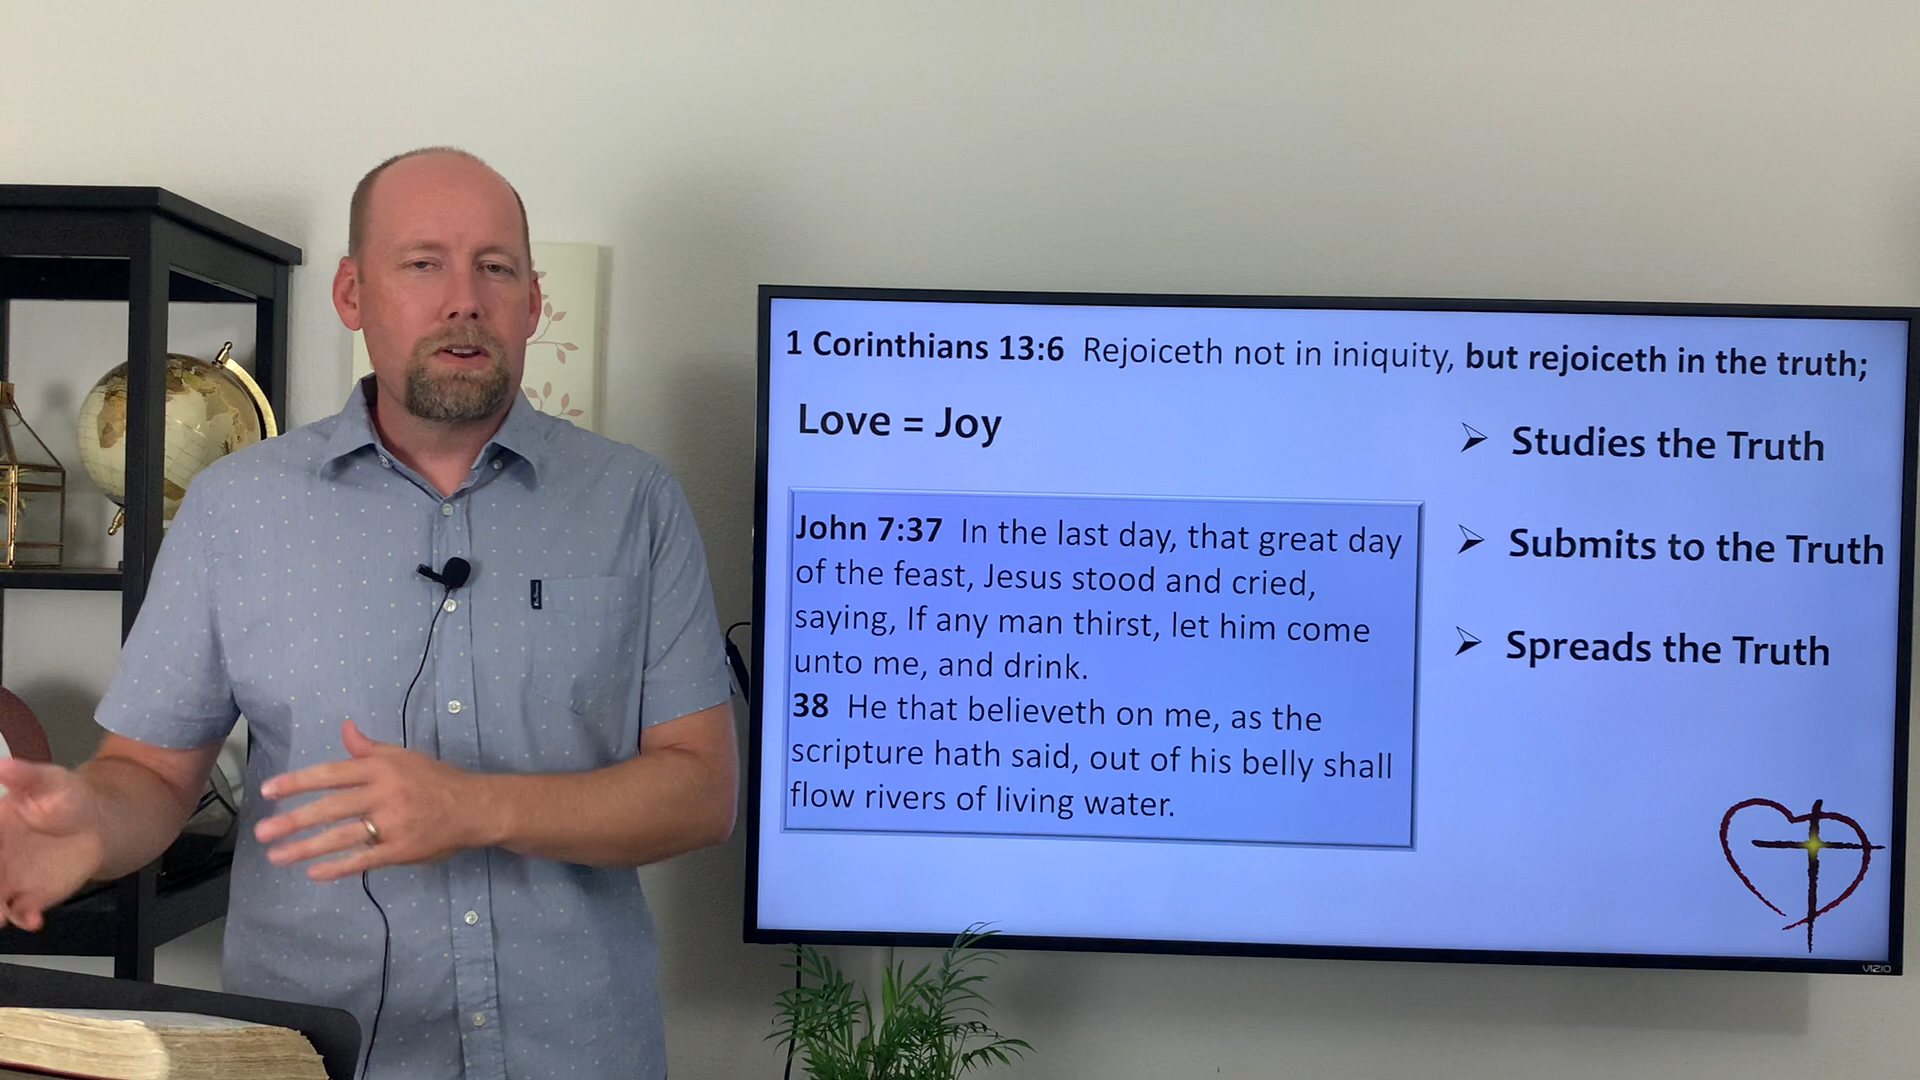 1 Corinthians 13:6 Rejoiceth not in iniquity, but rejoiceth in the truth;
Love = Joy
John 7:37 In the last day, that great day
of the feast, Jesus stood and cried,
saying, If any man thirst, let him come
unto me, and drink.
38 He that believeth on me, as the
scripture hath said, out of his belly shall
flow rivers of living water.
➢ Studies the Truth
➢ Submits to the Truth
➢ Spreads the Truth
VIZIO